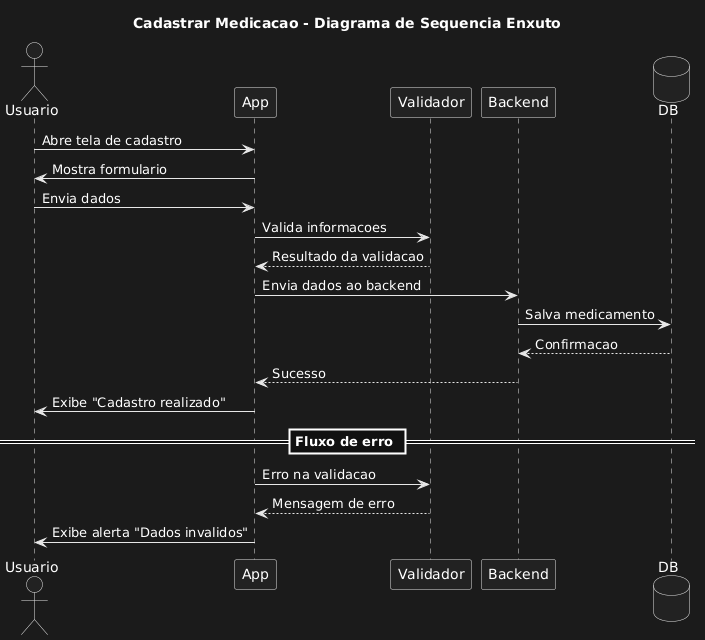 Cadastrar Medicacao - Diagrama de Sequencia Enxuto
Usuario
App
Validador
Backend
DB
Abre tela de cadastro
Mostra formulario
Envia dados
Valida informacoes
Resultado da validacao
Envia dados ao backend
Salva medicamento
Confirmacao
Sucesso
Exibe "Cadastro realizado"
Fluxo de erro
Erro na validacao
Mensagem de erro
Exibe alerta "Dados invalidos"
Usuario
App
Validador
Backend
DB